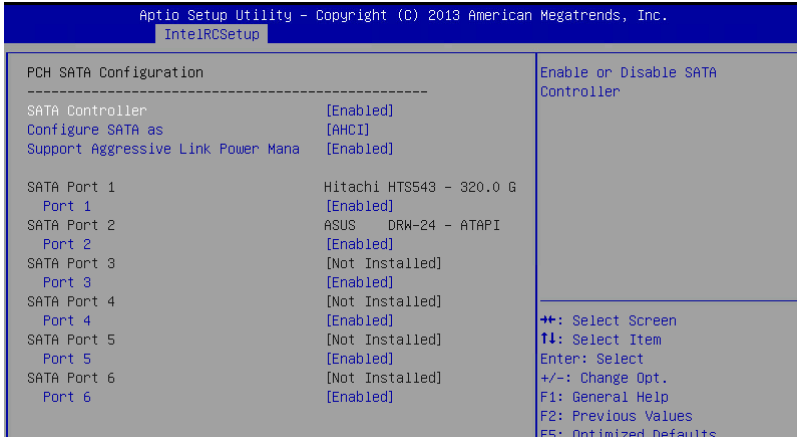 Aptio Setup Utility – Copyright (C) 2013 American Megatrends, Inc.
IntelRCSetup
PCH SATA Configuration
--------------------------------------------------
SATA Controller [Enabled]
Configure SATA as [AHCI]
Support Aggressive Link Power Mana [Enabled]
SATA Port 1 Hitachi HTS543 - 320.0 G
Port 1 [Enabled]
SATA Port 2 ASUS DRW-24 - ATAPI
Port 2 [Enabled]
SATA Port 3 [Not Installed]
Port 3 [Enabled]
SATA Port 4 [Not Installed]
Port 4 [Enabled]
SATA Port 5 [Not Installed]
Port 5 [Enabled]
SATA Port 6 [Not Installed]
Port 6 [Enabled]
Enable or Disable SATA
Controller
→←: Select Screen
↑↓: Select Item
Enter: Select
+/-: Change Opt.
F1: General Help
F2: Previous Values
F5: Optimized Defaults